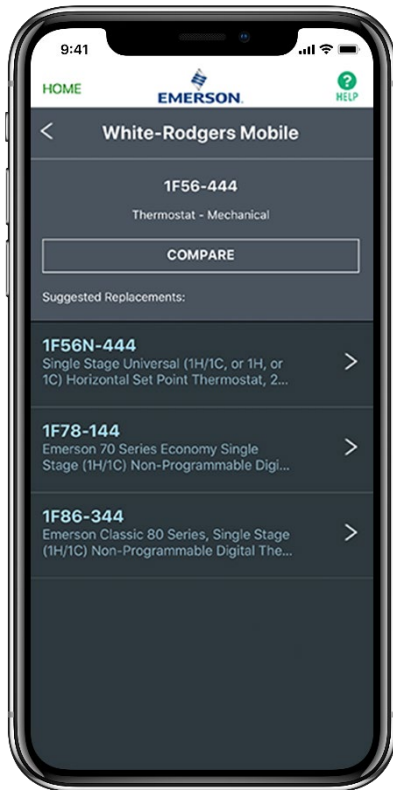 9:41
HOME
EMERSON.
HELP
White-Rodgers Mobile
1F56-444
Thermostat - Mechanical
COMPARE
Suggested Replacements:
1F56N-444
Single Stage Universal (1H/1C, or 1H, or
1C) Horizontal Set Point Thermostat, 2...
1F78-144
Emerson 70 Series Economy Single
Stage (1H/1C) Non-Programmable Digi...
1F86-344
Emerson Classic 80 Series, Single Stage
(1H/1C) Non-Programmable Digital The...